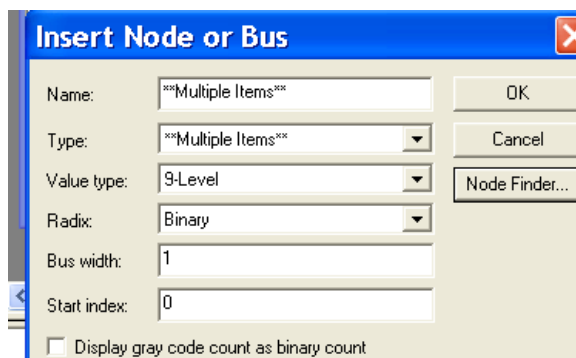 Insert Node or Bus
Name: **Multiple Items** OK
Type: **Multiple Items** Cancel
Value type: 9-Level Node Finder...
Radix: Binary
Bus width: 1
Start index: 0
Display gray code count as binary count